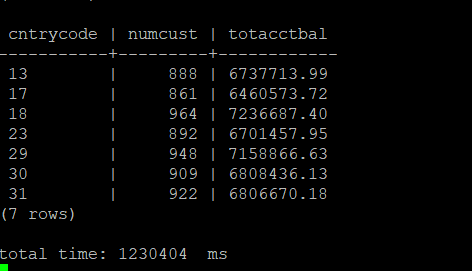 cntrycode | numcust | totacctbal
-----------+---------+------------
13 | 888 | 6737713.99
17 | 861 | 6460573.72
18 | 964 | 7236687.40
23 | 892 | 6701457.95
29 | 948 | 7158866.63
30 | 909 | 6808436.13
31 | 922 | 6806670.18
(7 rows)
total time: 1230404  ms